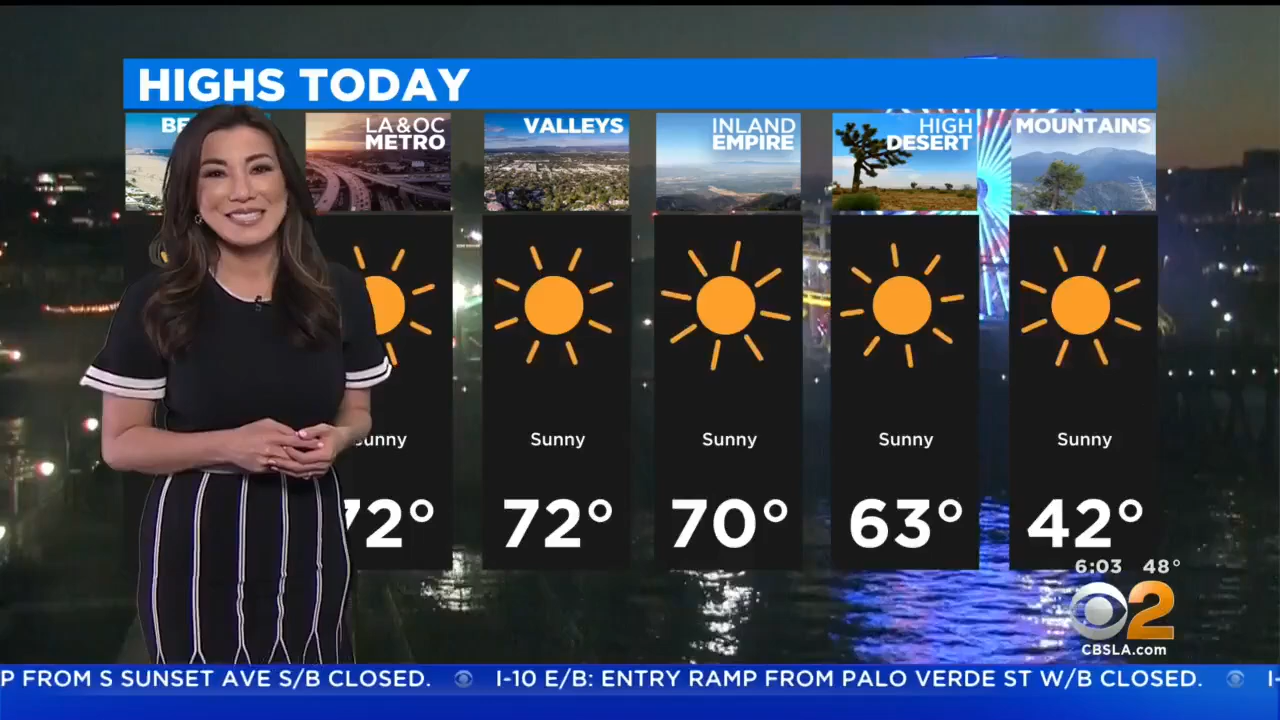 HIGHS TODAY
LA & OC
METRO
VALLEYS
INLAND
EMPIRE
HIGH
DESERT
MOUNTAINS
Sunny
Sunny
Sunny
Sunny
72°
72°
70°
63°
42°
6:03 48°
2
CBSLA.com
P FROM S SUNSET AVE S/B CLOSED. I-10 E/B: ENTRY RAMP FROM PALO VERDE ST W/B CLOSED.